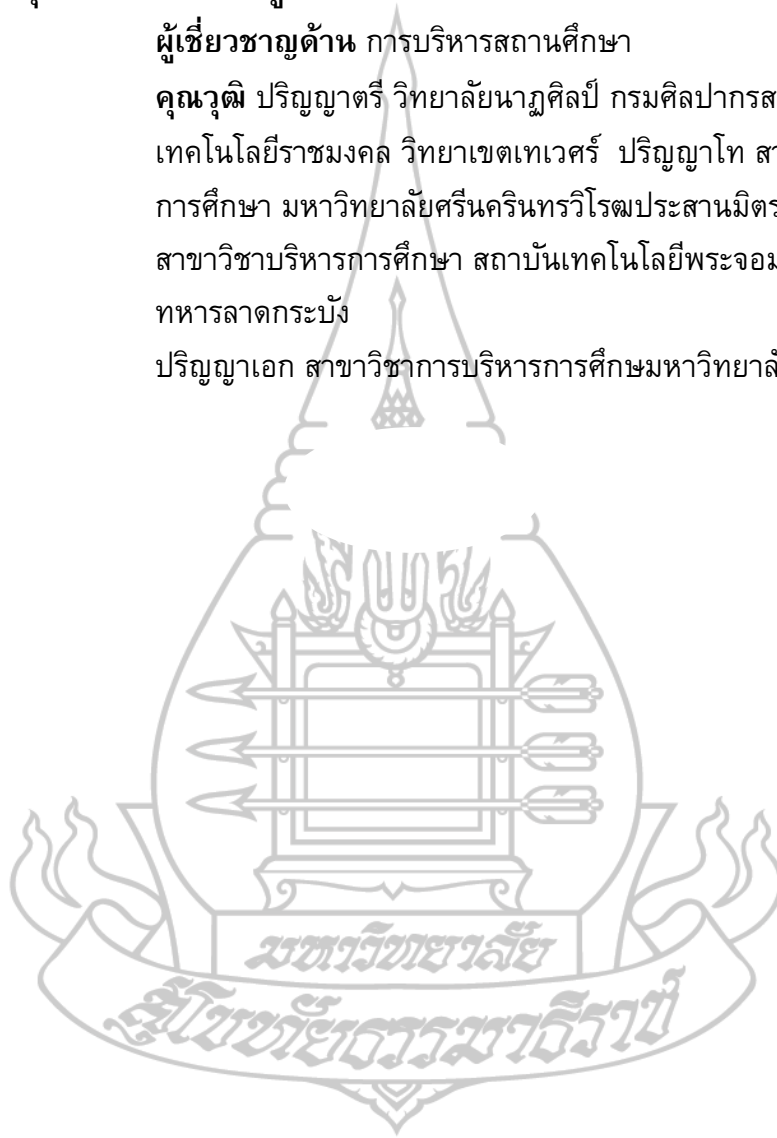 ผู้เชี่ยวชาญด้าน การบริหารสถานศึกษา
คุณวุฒิ ปริญญาตรี วิทยาลัยนาฏศิลป์ กรมศิลปากรส
เทคโนโลยีราชมงคล วิทยาเขตเทเวศร์ ปริญญาโท
การศึกษา มหาวิทยาลัยศรีนครินทรวิโรฒประสานมิตร
สาขาวิชาบริหารการศึกษา สถาบันเทคโนโลยีพระจอม
ทหารลาดกระบัง
ปริญญาเอก สาขาวิชาการบริหารการศึกษมหาวิทยาลั
มหาวิทยาลัย
สุโขทัยธรรมาธิราช